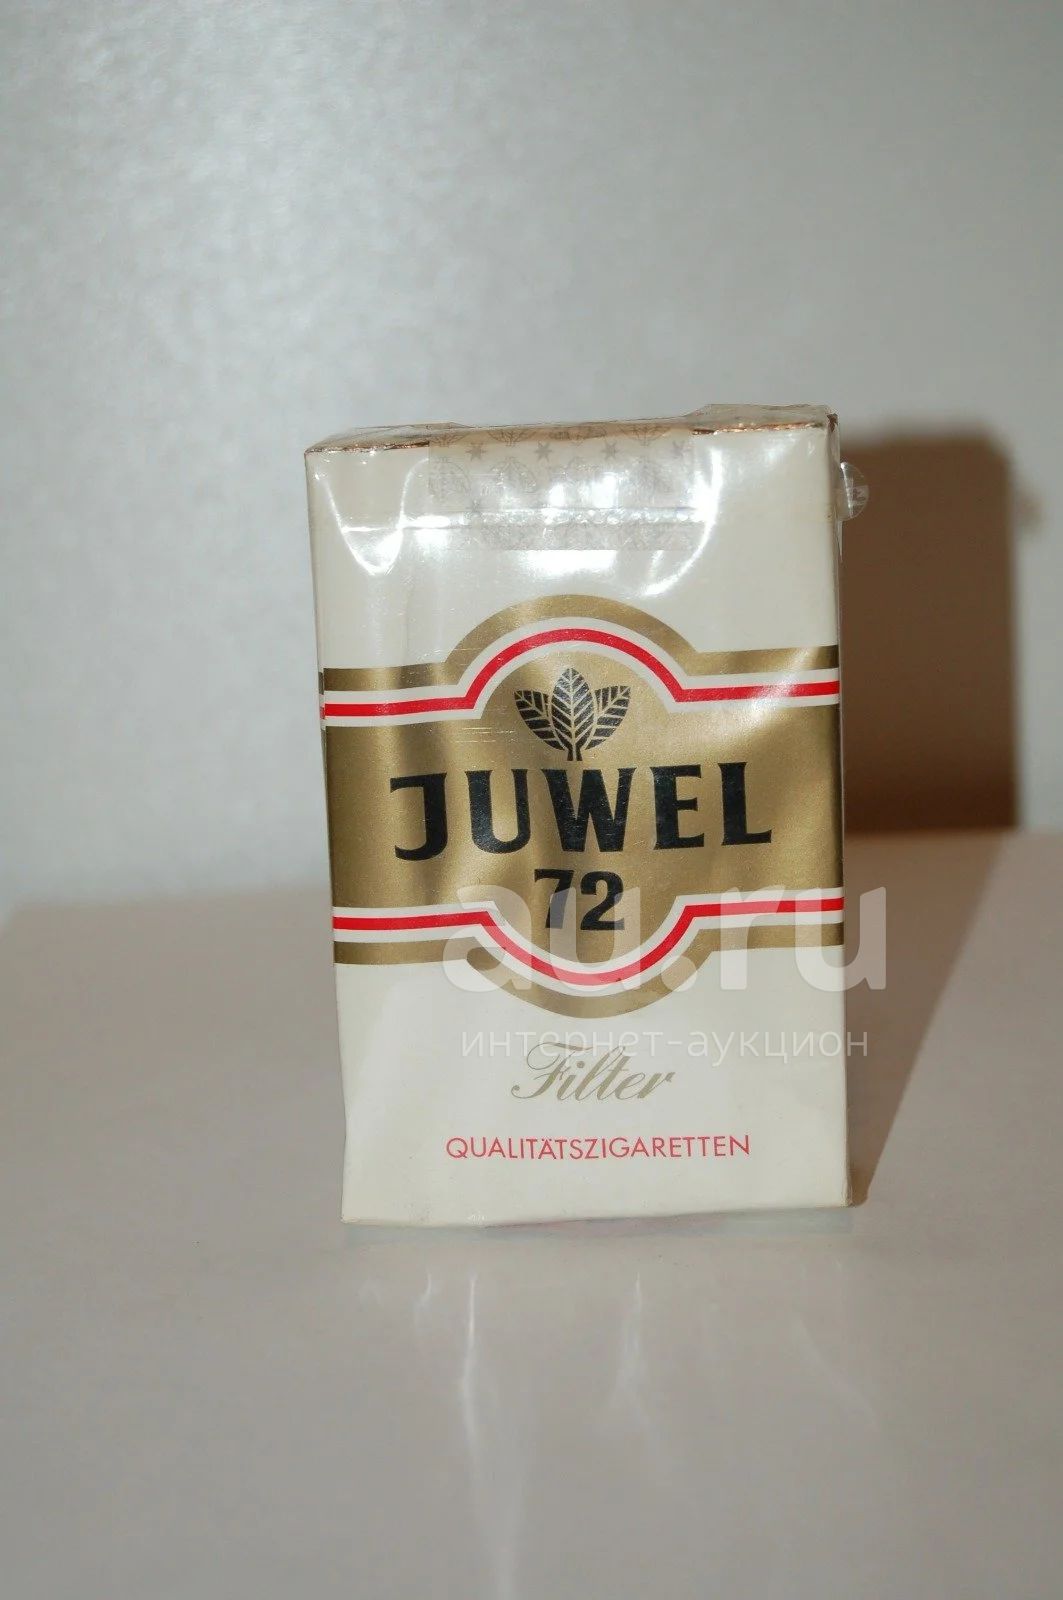 JUWEL
72
au.ru
интернет-аукцион
Filter
QUALITÄTSZIGARETTEN